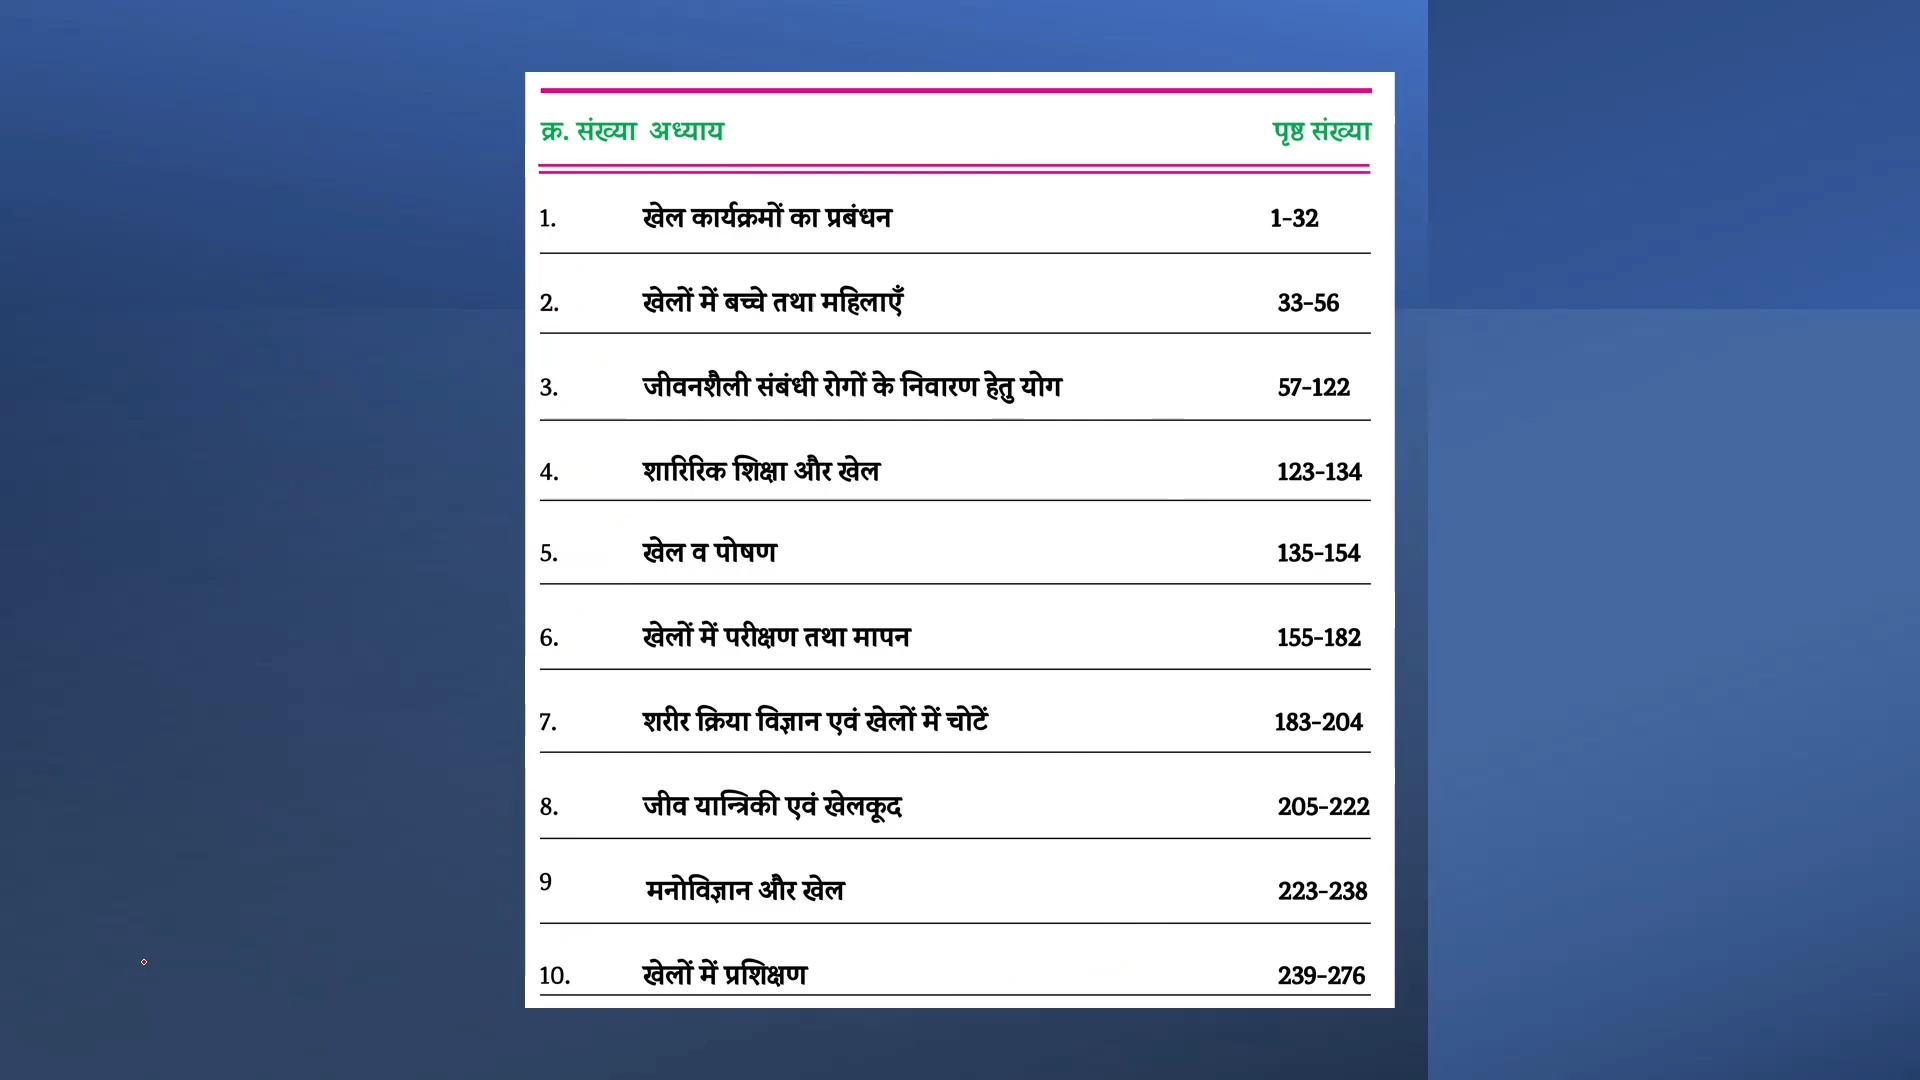 क्र. संख्या अध्याय पृष्ठ संख्या
1. खेल कार्यक्रमों का प्रबंधन 1-32
2. खेलों में बच्चे तथा महिलाएँ 33-56
3. जीवनशैली संबंधी रोगों के निवारण हेतु योग 57-122
4. शारिरिक शिक्षा और खेल 123-134
5. खेल व पोषण 135-154
6. खेलों में परीक्षण तथा मापन 155-182
7. शरीर क्रिया विज्ञान एवं खेलों में चोटें 183-204
8. जीव यान्त्रिकी एवं खेलकूद 205-222
9 मनोविज्ञान और खेल 223-238
10. खेलों में प्रशिक्षण 239-276